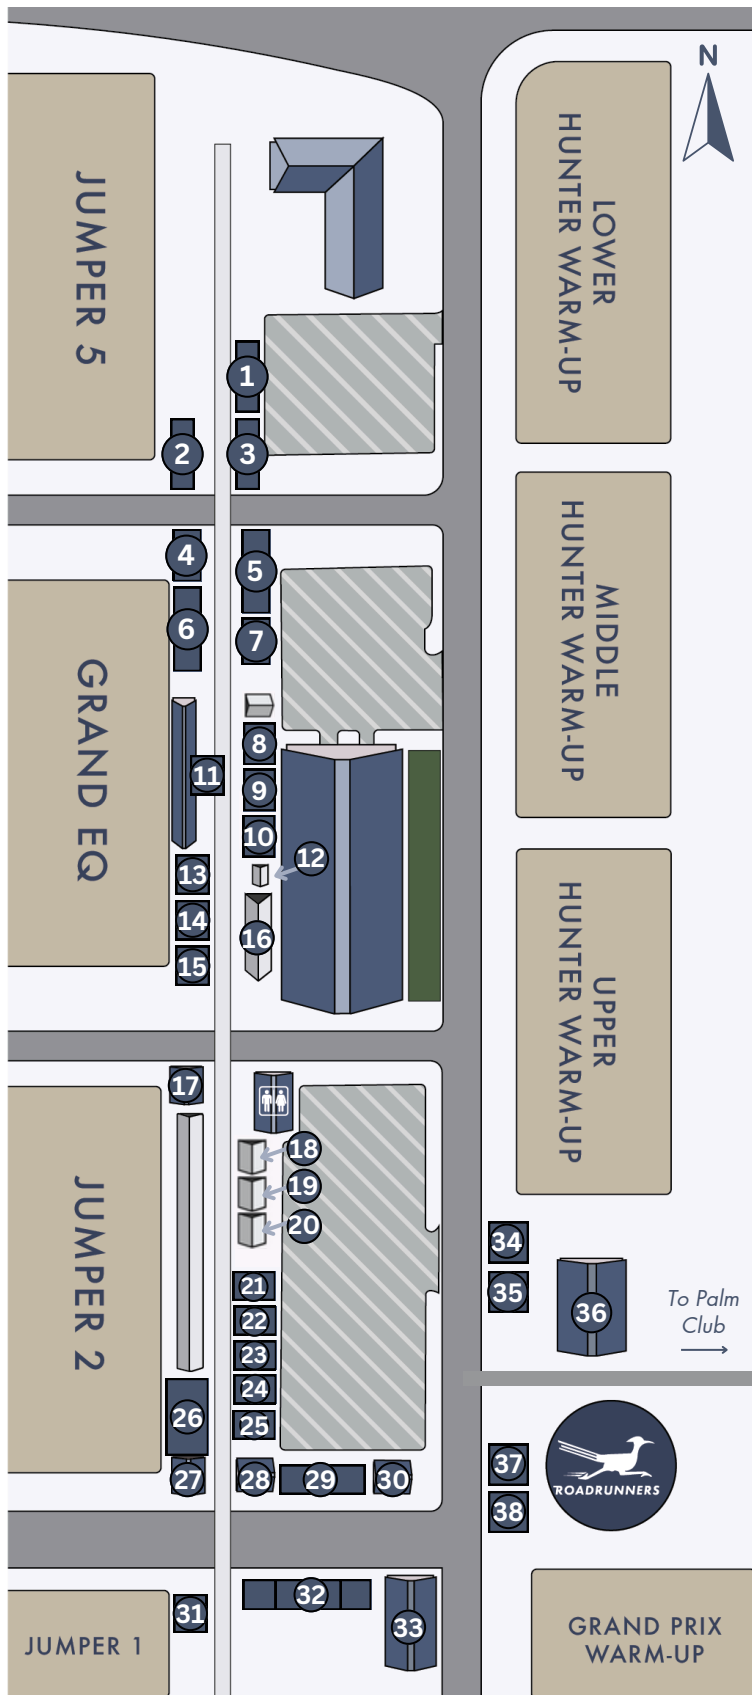 N
LOWER
HUNTER WARM-UP
JUMPER 5
1
2
3
MIDDLE
HUNTER WARM-UP
4
5
6
7
GRAND EQ
8
9
10
11
12
13
14
15
16
UPPER
HUNTER WARM-UP
17
18
19
20
JUMPER 2
21
22
23
24
25
26
27
28
29
30
34
35
36
To Palm
Club
37
38
ROADRUNNERS
31
32
33
JUMPER 1
GRAND PRIX
WARM-UP